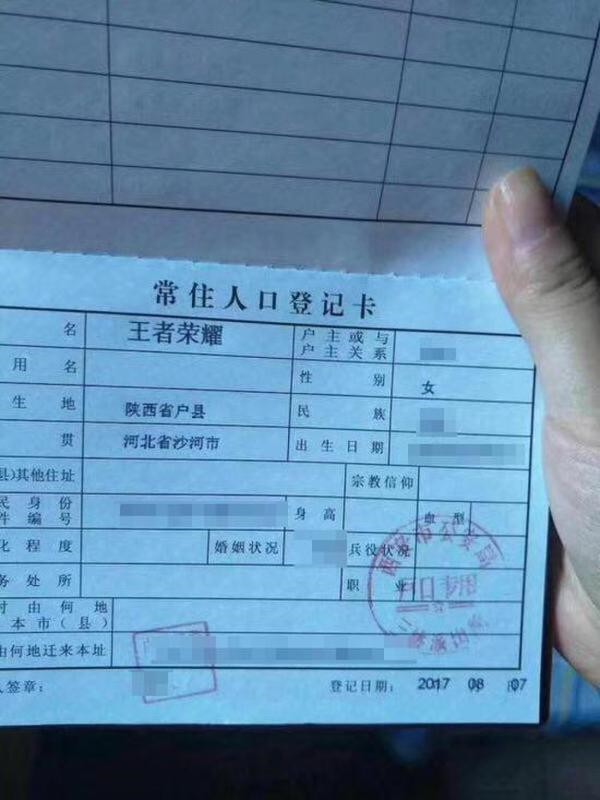 常住人口登记卡
名 王者荣耀 户主或与
户主关系
用名 性别 女
生地 陕西省户县 民族
贯 河北省沙河市 出生日期
县)其他住址 宗教信仰
民身份
件编号 身高 血型
化程度 婚姻状况 兵役状况
务处所 职业
时由何地
本市(县)
由何地迁来本址
人签章: 登记日期: 2017 08 07